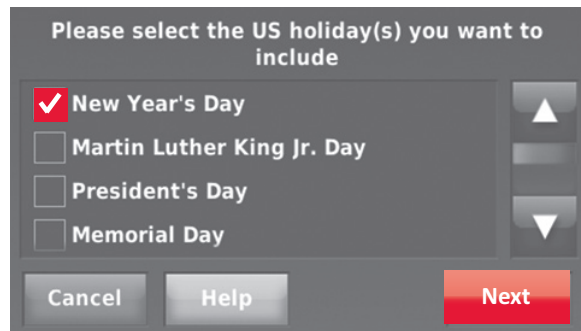 Please select the US holiday(s) you want to
include
New Year's Day
Martin Luther King Jr. Day
President's Day
Memorial Day
Cancel
Help
Next